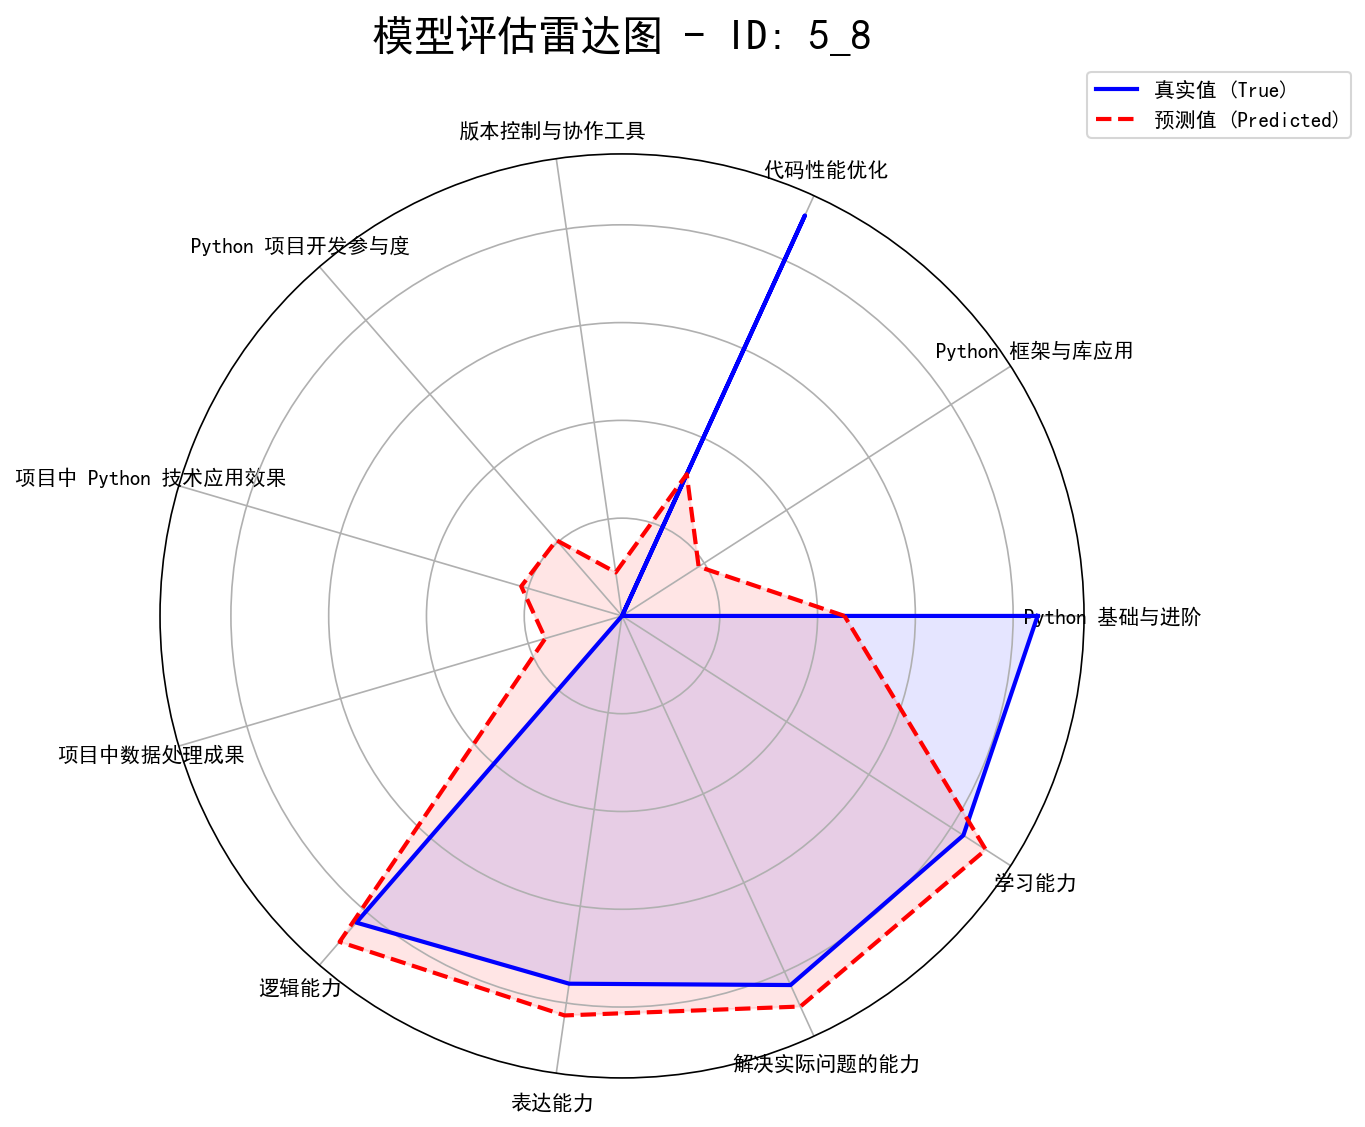 模型评估雷达图 - ID: 5_8
真实值 (True)
预测值 (Predicted)
版本控制与协作工具
代码性能优化
Python 项目开发参与度
Python 框架与库应用
项目中 Python 技术应用效果
Python 基础与进阶
项目中数据处理成果
学习能力
逻辑能力
解决实际问题的能力
表达能力